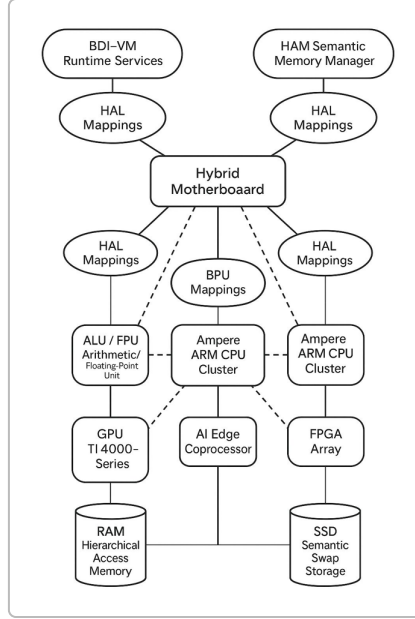 BDI–VM
Runtime Services
HAM Semantic
Memory Manager
HAL
Mappings
HAL
Mappings
Hybrid
Motherboaard
HAL
Mappings
BPU
Mappings
HAL
Mappings
ALU / FPU
Arithmetic/
Floating-Point
Unit
Ampere
ARM CPU
Cluster
Ampere
ARM CPU
Cluster
GPU
TI 4000–
Series
AI Edge
Coprocessor
FPGA
Array
RAM
Hierarchical
Access
Memory
SSD
Semantic
Swap
Storage